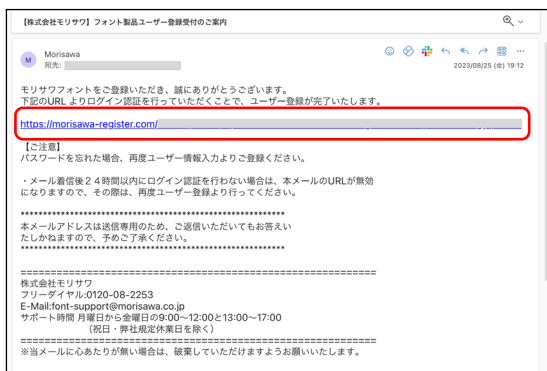 【株式会社モリサワ】フォント製品ユーザー登録受付のご案内
M
Morisawa
宛先:
2023/08/25 (金) 19:12
モリサワフォントをご登録いただき、誠にありがとうございます。
下記のURL よりログイン認証を行っていただくことで、ユーザー登録が完了いたします。
https://morisawa-register.com/
【ご注意】
パスワードを忘れた場合、再度ユーザー情報入力よりご登録ください。
・メール着信後２４時間以内にログイン認証を行わない場合は、本メールのURLが無効
になりますので、その際は、再度ユーザー登録より行ってください。
************************************************************
本メールアドレスは送信専用のため、ご返信いただいてもお答えい
たしかねますので、予めご了承ください。
************************************************************
==============================================================
株式会社モリサワ
フリーダイヤル:0120-08-2253
E-Mail:font-support@morisawa.co.jp
サポート時間 月曜日から金曜日の9:00~12:00と13:00~17:00
（祝日・弊社規定休業日を除く）
==============================================================
※当メールに心あたりが無い場合は、破棄していただけますようお願いいたします。